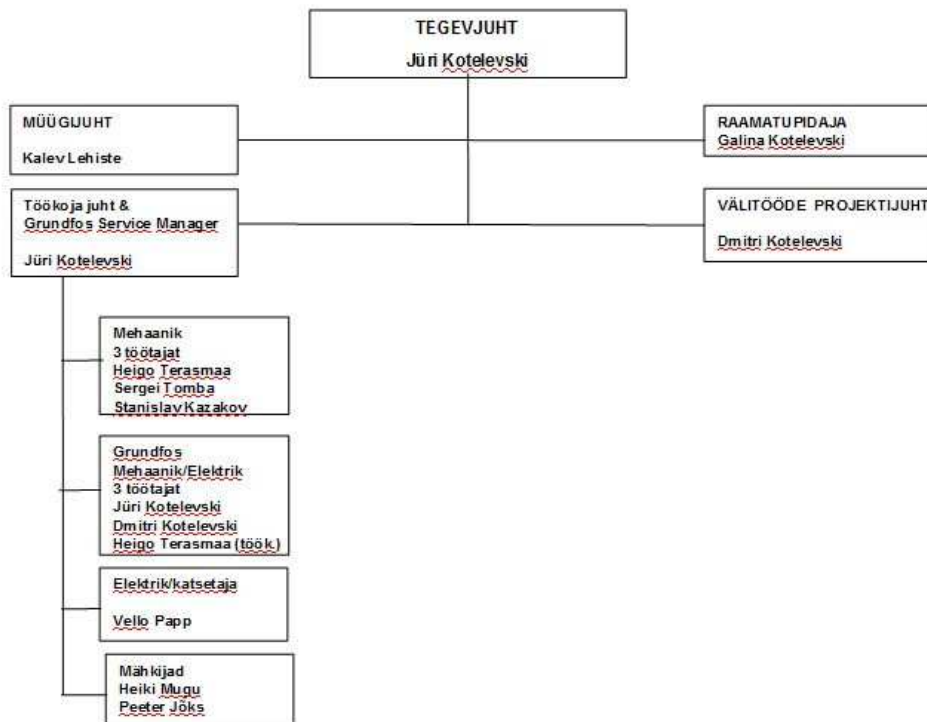 TEGEVJUHT
Jüri Kotelevski
MÜÜGIJUHT
Kalev Lehiste
RAAMATUPIDAJA
Galina Kotelevski
Töökoja juht &
Grundfos Service Manager
Jüri Kotelevski
VÄLITÖÖDE PROJEKTIJUHT
Dmitri Kotelevski
Mehaanik
3 töötajat
Heigo Terasmaa
Sergei Tomba
Stanislav Kazakov
Grundfos
Mehaanik/Elektrik
3 töötajat
Jüri Kotelevski
Dmitri Kotelevski
Heigo Terasmaa (töök.)
Elektrik/katsetaja
Vello Papp
Mähkijad
Heiki Mugu
Peeter Jõks